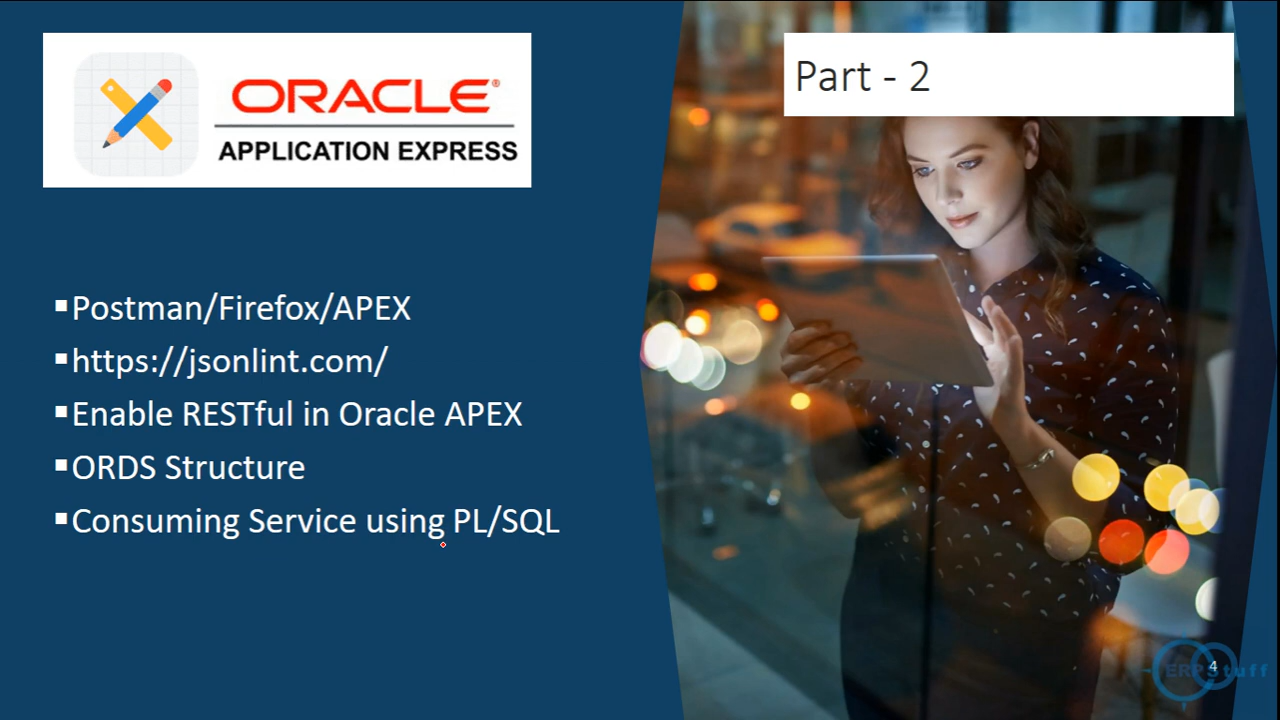 ORACLE®
APPLICATION EXPRESS
Part - 2
▪Postman/Firefox/APEX
▪https://jsonlint.com/
▪Enable RESTful in Oracle APEX
▪ORDS Structure
▪Consuming Service using PL/SQL
4
ERPStuff